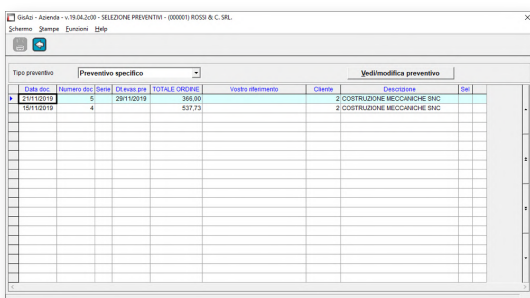 GisAzi - Azienda - v.19.04.2c00 - SELEZIONE PREVENTIVI - (000001) ROSSI & C. SRL.
Schermo Stampe Funzioni Help
Tipo preventivo Preventivo specifico Vedi/modifica preventivo
Data doc. Numero doc Serie Dt.evas.pre TOTALE ORDINE Vostro riferimento Cliente Descrizione Sel
21/11/2019 5 29/11/2019 366,00 2 COSTRUZIONE MECCANICHE SNC
15/11/2019 4 537,73 2 COSTRUZIONE MECCANICHE SNC